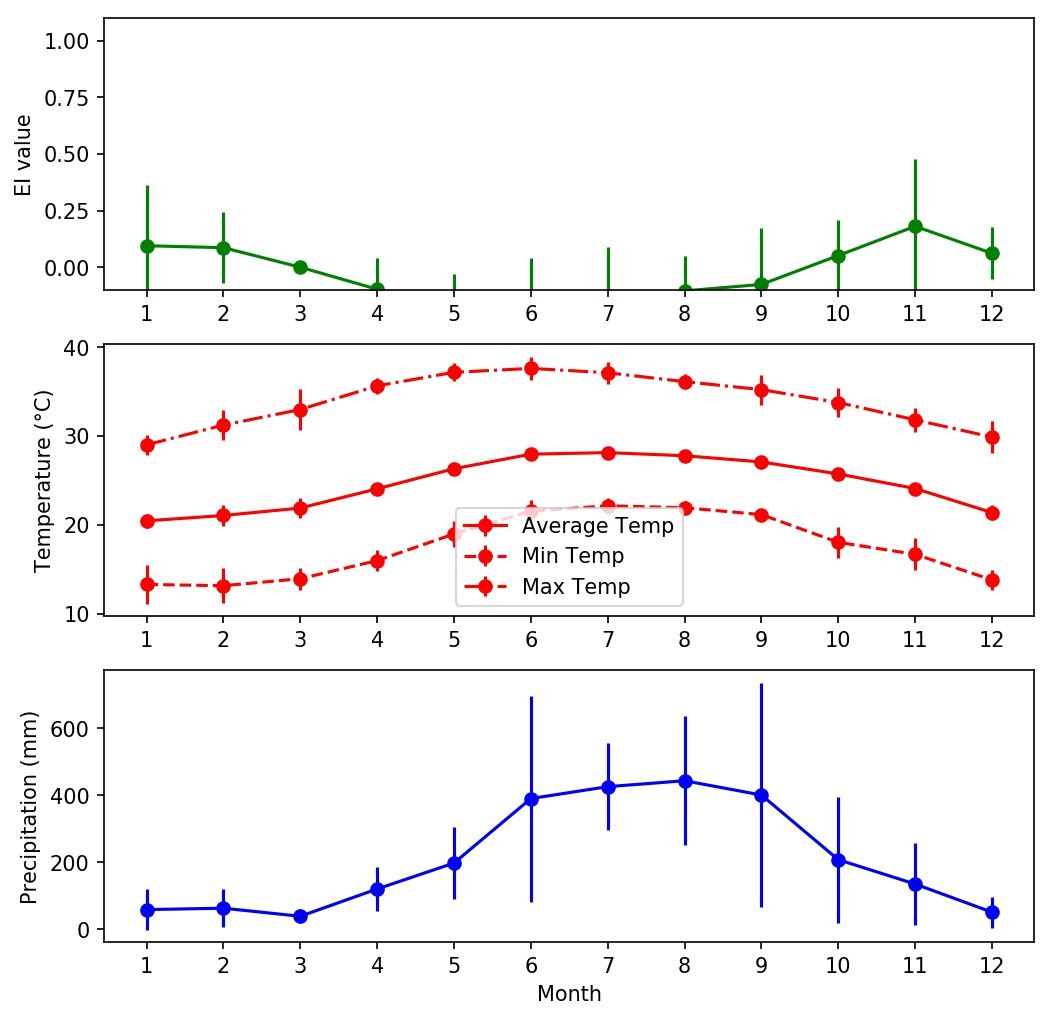 EI value
1.00
0.75
0.50
0.25
0.00
1 2 3 4 5 6 7 8 9 10 11 12
Temperature (°C)
40
30
20
10
Average Temp
Min Temp
Max Temp
1 2 3 4 5 6 7 8 9 10 11 12
Precipitation (mm)
600
400
200
0
1 2 3 4 5 6 7 8 9 10 11 12
Month